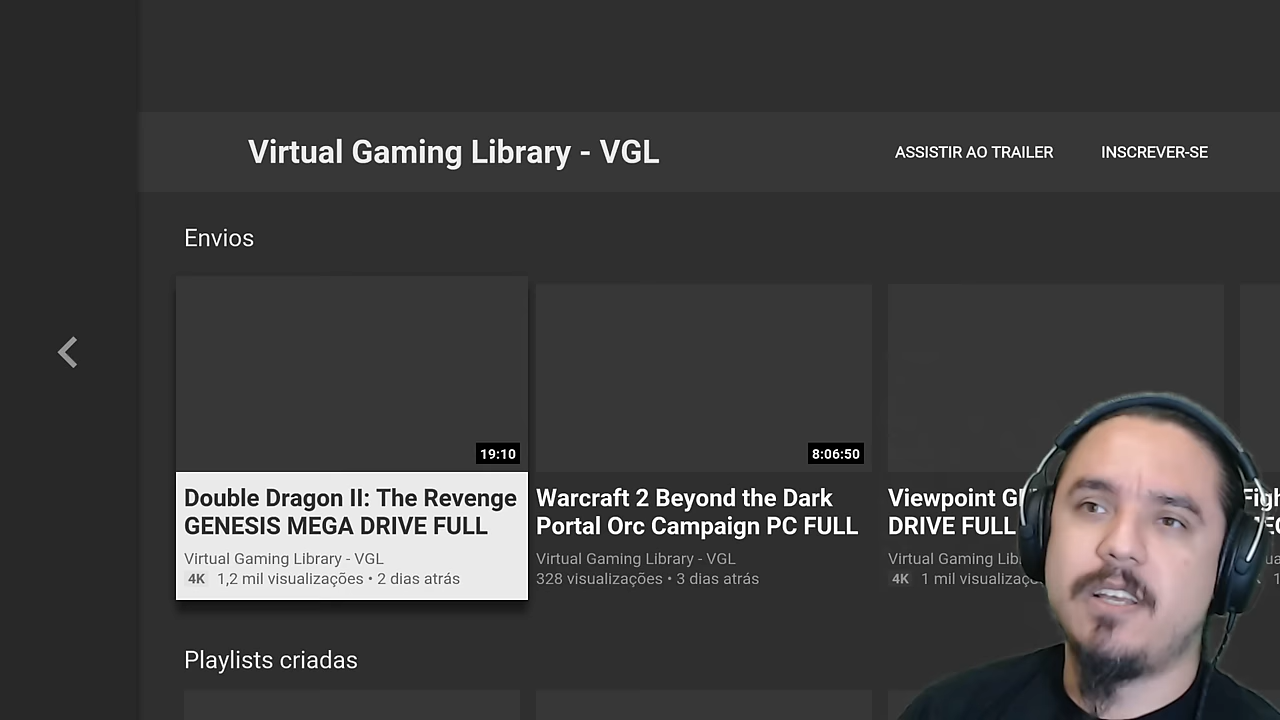 Virtual Gaming Library - VGL
ASSISTIR AO TRAILER
INSCREVER-SE
Envios
19:10
8:06:50
Double Dragon II: The Revenge
GENESIS MEGA DRIVE FULL
Virtual Gaming Library - VGL
4K 1,2 mil visualizações • 2 dias atrás
Warcraft 2 Beyond the Dark
Portal Orc Campaign PC FULL
Virtual Gaming Library - VGL
328 visualizações • 3 dias atrás
Viewpoint
DRIVE FULL
Virtual Gaming
4K 1 mil
Playlists criadas